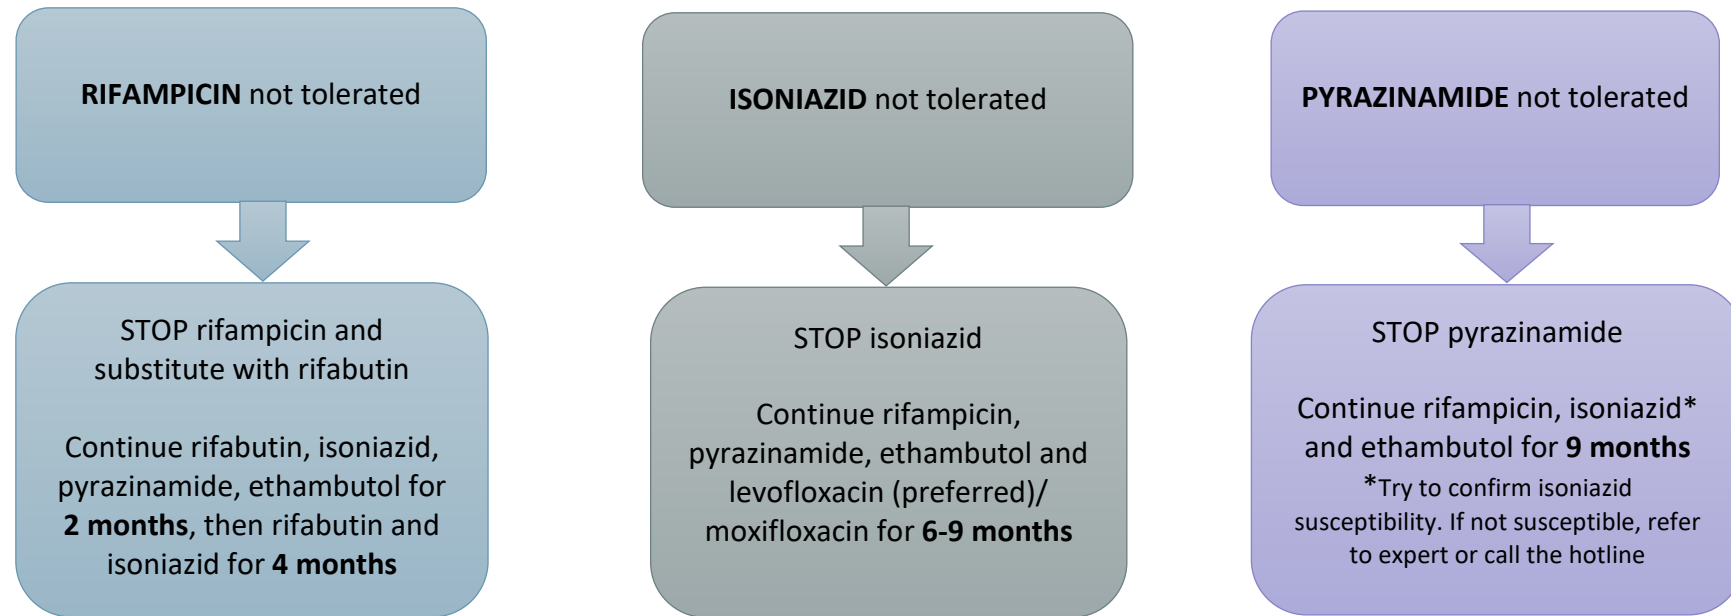 RIFAMPICIN not tolerated
STOP rifampicin and
substitute with rifabutin
Continue rifabutin, isoniazid,
pyrazinamide, ethambutol for
2 months, then rifabutin and
isoniazid for 4 months
ISONIAZID not tolerated
STOP isoniazid
Continue rifampicin,
pyrazinamide, ethambutol and
levofloxacin (preferred)/
moxifloxacin for 6-9 months
PYRAZINAMIDE not tolerated
STOP pyrazinamide
Continue rifampicin, isoniazid*
and ethambutol for 9 months
*Try to confirm isoniazid
susceptibility. If not susceptible, refer
to expert or call the hotline